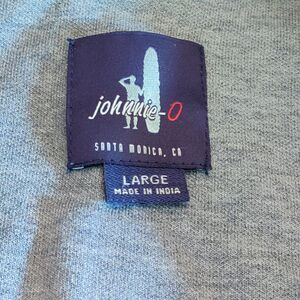 johnnie-O
SANTA MONICA, CA
LARGE
MADE IN INDIA